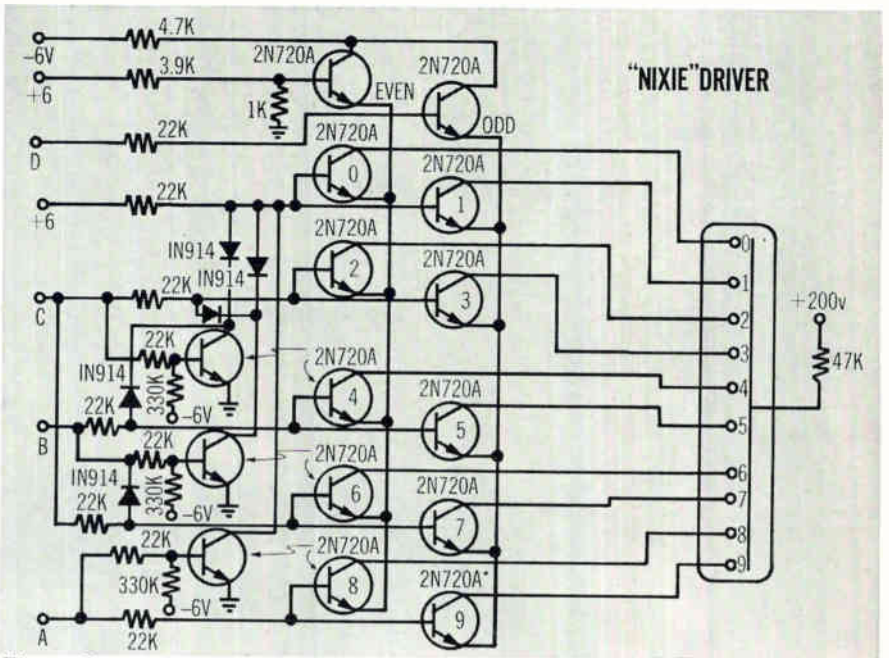 "NIXIE" DRIVER
4.7K
-6V
2N720A
3.9K
+6
2N720A
EVEN
1K
22K
2N720A
ODD
D
0
2N720A
22K
+6
1
2N720A
IN914
IN914
2
2N720A
22K
C
3
22K
2N720A
IN914
330K
-6V
4
2N720A
22K
B
5
22K
2N720A
IN914
330K
-6V
6
2N720A
22K
7
22K
2N720A
330K
-6V
8
2N720A*
A
22K
9
0
1
2
3
4
5
6
7
8
9
+200v
47K